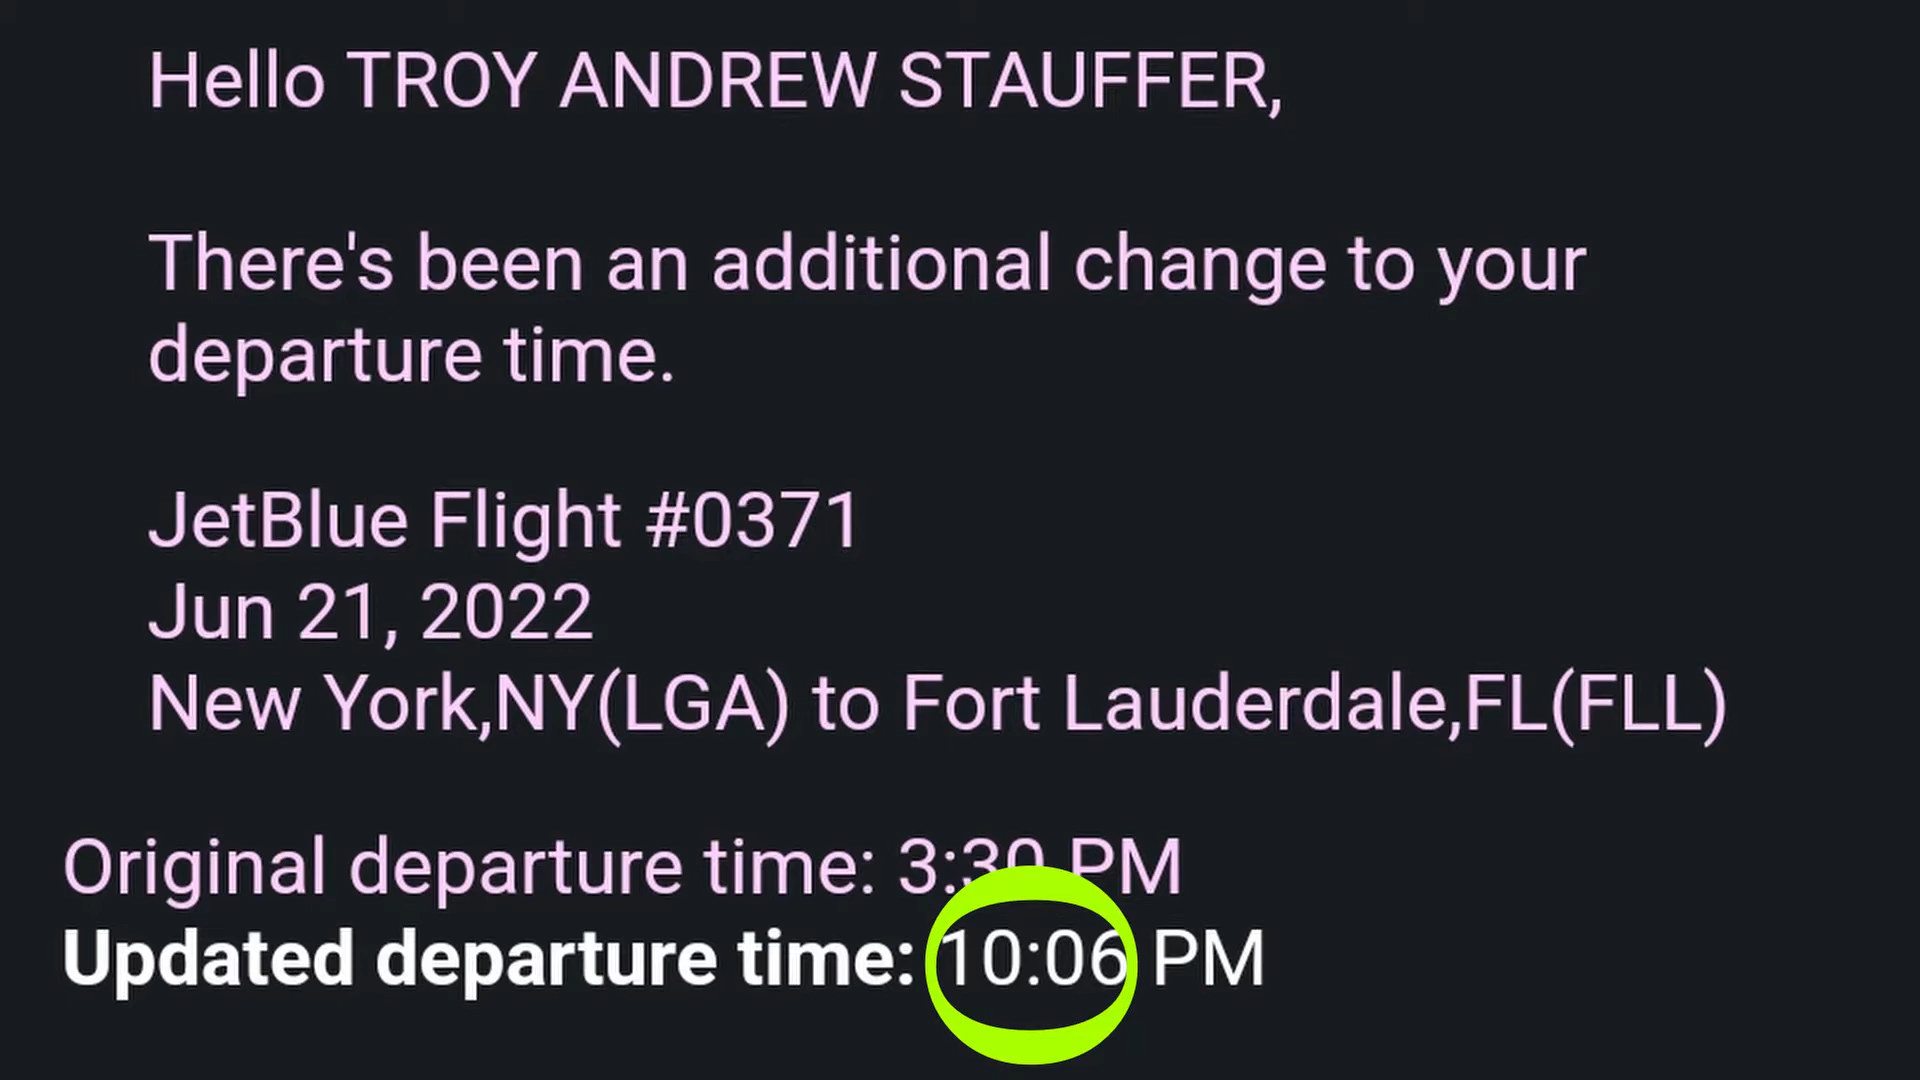 Hello TROY ANDREW STAUFFER,
There's been an additional change to your
departure time.
JetBlue Flight #0371
Jun 21, 2022
New York,NY(LGA) to Fort Lauderdale,FL(FLL)
Original departure time: 3:30 PM
Updated departure time: 10:06 PM